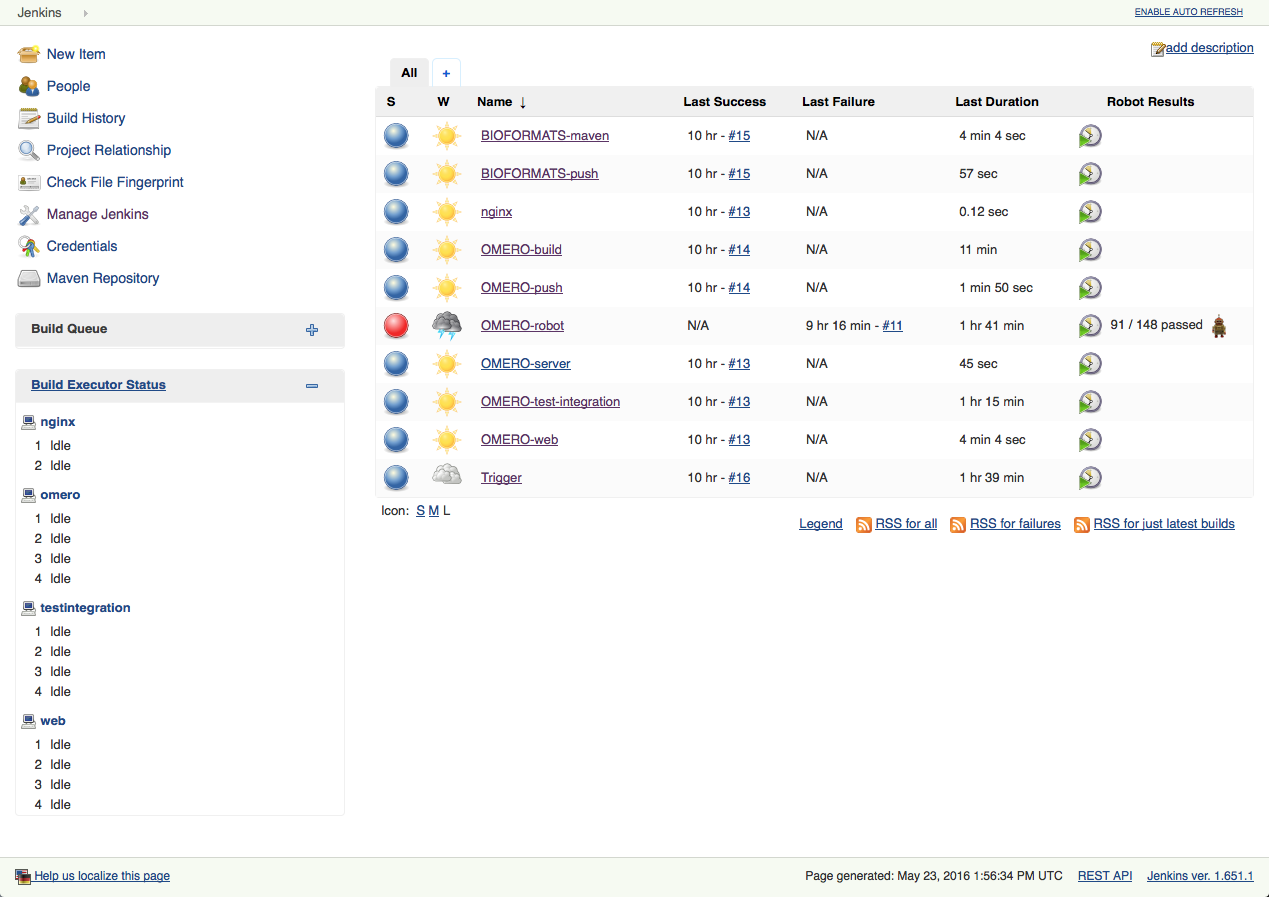 Jenkins
ENABLE AUTO REFRESH
New Item
People
Build History
Project Relationship
Check File Fingerprint
Manage Jenkins
Credentials
Maven Repository
Build Queue
Build Executor Status
nginx
1 Idle
2 Idle
omero
1 Idle
2 Idle
3 Idle
4 Idle
testintegration
1 Idle
2 Idle
3 Idle
4 Idle
web
1 Idle
2 Idle
3 Idle
4 Idle
add description
All +
S W Name ↓ Last Success Last Failure Last Duration Robot Results
BIOFORMATS-maven 10 hr - #15 N/A 4 min 4 sec
BIOFORMATS-push 10 hr - #15 N/A 57 sec
nginx 10 hr - #13 N/A 0.12 sec
OMERO-build 10 hr - #14 N/A 11 min
OMERO-push 10 hr - #14 N/A 1 min 50 sec
OMERO-robot N/A 9 hr 16 min - #11 1 hr 41 min 91 / 148 passed
OMERO-server 10 hr - #13 N/A 45 sec
OMERO-test-integration 10 hr - #13 N/A 1 hr 15 min
OMERO-web 10 hr - #13 N/A 4 min 4 sec
Trigger 10 hr - #16 N/A 1 hr 39 min
Icon: S M L
Legend RSS for all RSS for failures RSS for just latest builds
Help us localize this page
Page generated: May 23, 2016 1:56:34 PM UTC REST API Jenkins ver. 1.651.1